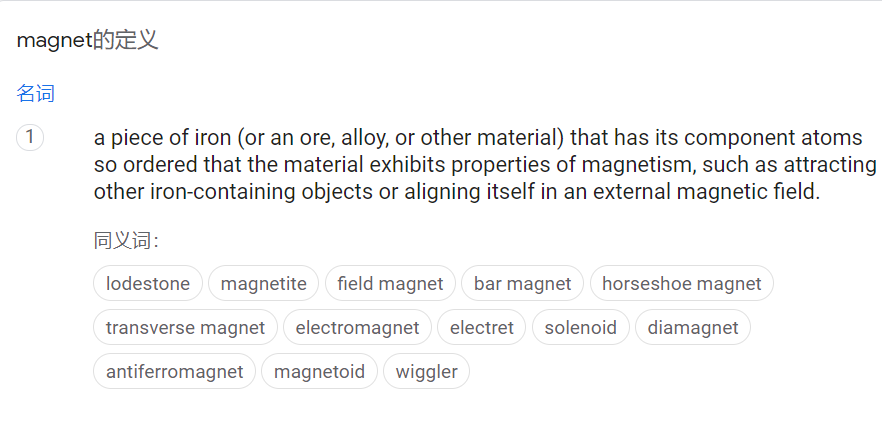 magnet的定义
名词
1
a piece of iron (or an ore, alloy, or other material) that has its component atoms
so ordered that the material exhibits properties of magnetism, such as attracting
other iron-containing objects or aligning itself in an external magnetic field.
同义词：
lodestone magnetite field magnet bar magnet horseshoe magnet
transverse magnet electromagnet electret solenoid diamagnet
antiferromagnet magnetoid wiggler